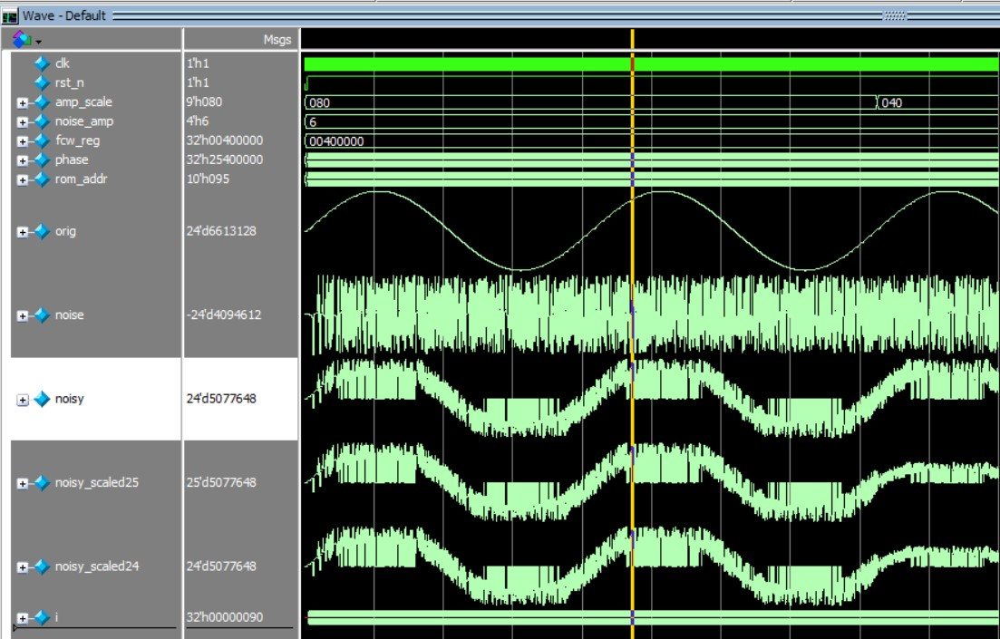 Wave - Default
Msgs
clk 1'h1
rst_n 1'h1
amp_scale 9'h080 080 040
noise_amp 4'h6 6
fcw_reg 32'h00400000 00400000
phase 32'h25400000
rom_addr 10'h095
orig 24'd6613128
noise -24'd4094612
noisy 24'd5077648
noisy_scaled25 25'd5077648
noisy_scaled24 24'd5077648
i 32'h00000090